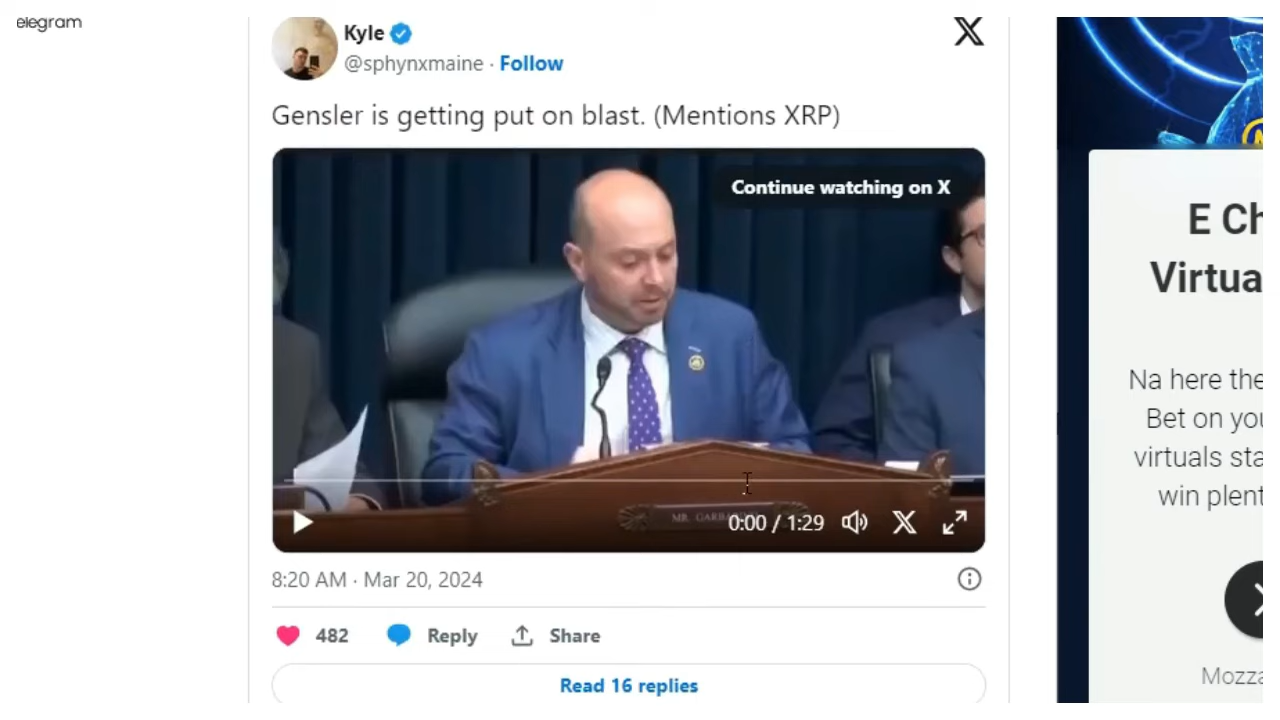 elegram
Kyle
@sphynxmaine · Follow
Gensler is getting put on blast. (Mentions XRP)
Continue watching on X
MR.
0:00 / 1:29
8:20 AM · Mar 20, 2024
482 Reply Share
Read 16 replies
E Ch
Virtua
Na here the
Bet on you
virtuals sta
win plent
Mozza